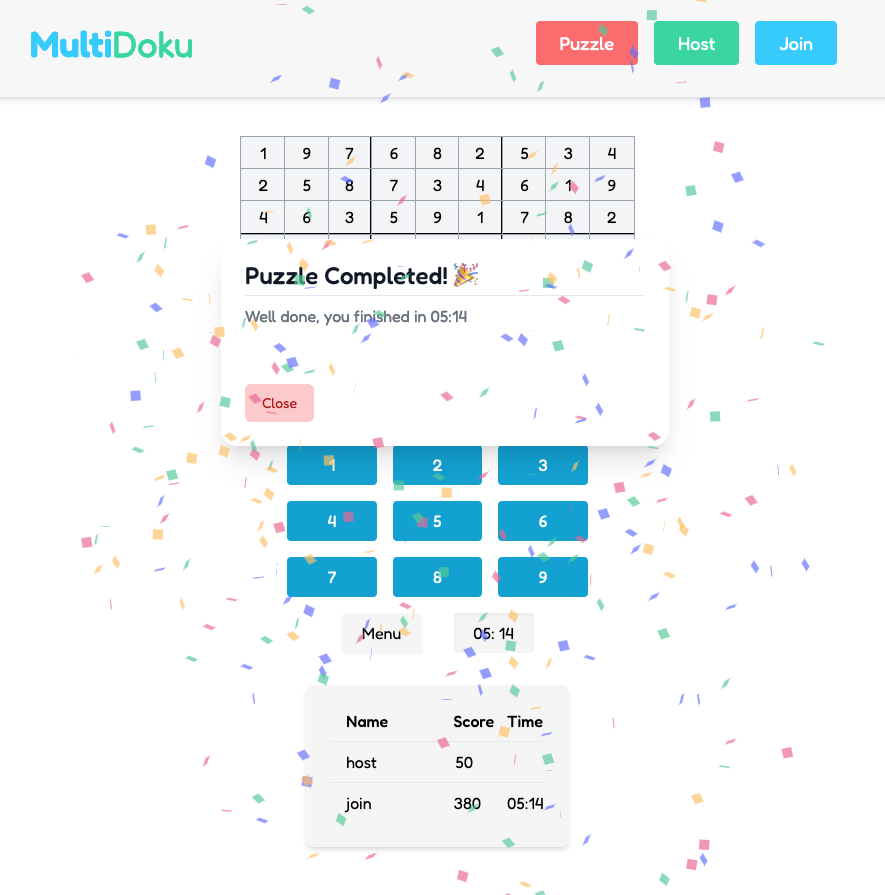 MultiDoku Puzzle Host Join
1 9 7 6 8 2 5 3 4
2 5 8 7 3 4 6 1 9
4 6 3 5 9 1 7 8 2
Puzzle Completed! 🎉
Well done, you finished in 05:14
Close
1 2 3
4 5 6
7 8 9
Menu 05: 14
Name Score Time
host 50
join 380 05:14